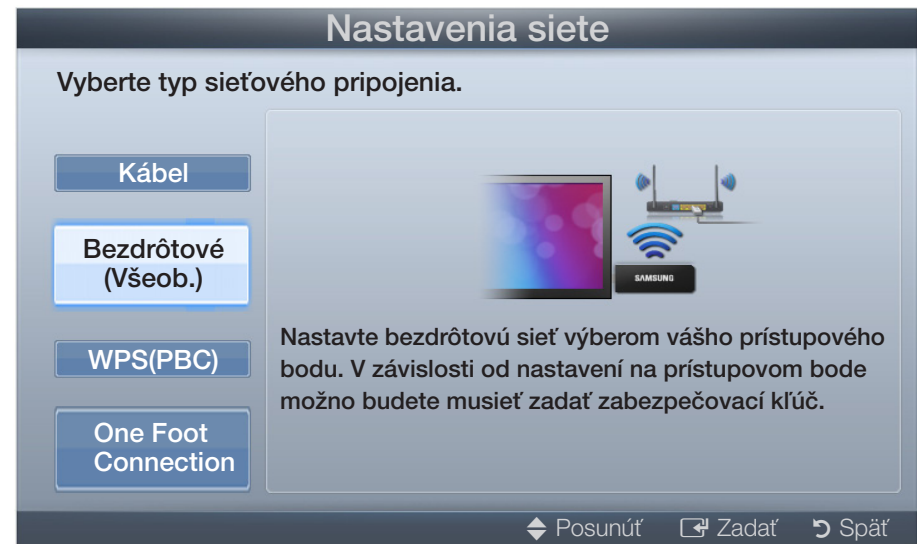 Nastavenia siete
Vyberte typ sieťového pripojenia.
Kábel
Bezdrôtové
(Všeob.)
WPS(PBC)
One Foot
Connection
SAMSUNG
Nastavte bezdrôtovú sieť výberom vášho prístupového
bodu. V závislosti od nastavení na prístupovom bode
možno budete musieť zadať zabezpečovací kľúč.
Posunúť Zadať Späť